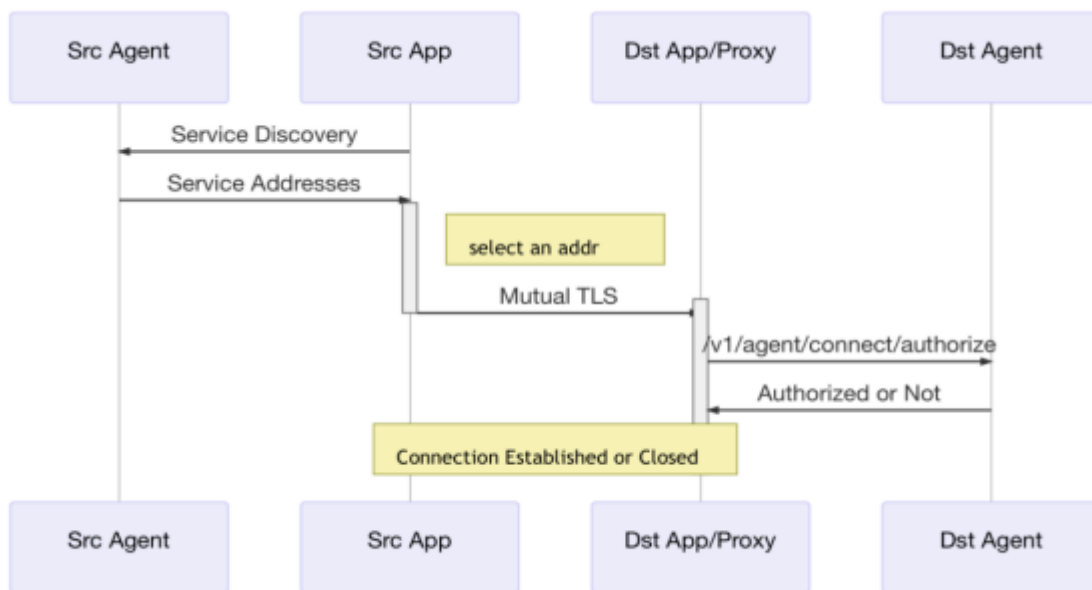 Src Agent
Src App
Dst App/Proxy
Dst Agent
Service Discovery
Service Addresses
select an addr
Mutual TLS
/v1/agent/connect/authorize
Authorized or Not
Connection Established or Closed
Src Agent
Src App
Dst App/Proxy
Dst Agent